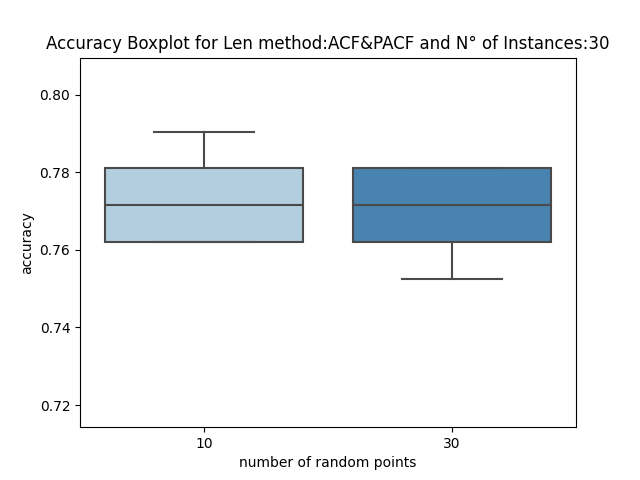 Accuracy Boxplot for Len method:ACF&PACF and N° of Instances:30
0.80
0.78
0.76
0.74
0.72
accuracy
10 30
number of random points